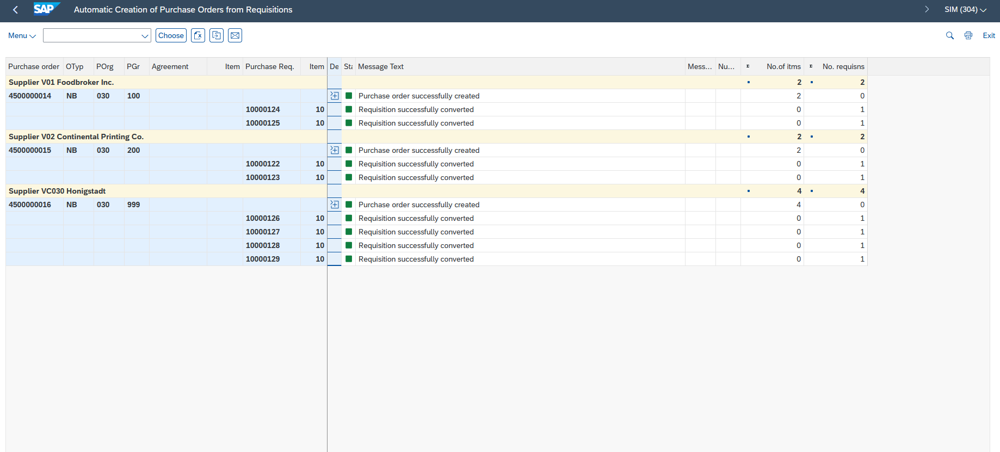 SAP Automatic Creation of Purchase Orders from Requisitions SIM (304)
Menu Choose Exit
Purchase order OTyp POrg PGr Agreement Item Purchase Req. Item De Sta Message Text Mess... Nu... Σ No.of itms Σ No. requisns
Supplier V01 Foodbroker Inc. 2 2
4500000014 NB 030 100 Purchase order successfully created 2 0
10000124 10 Requisition successfully converted 0 1
10000125 10 Requisition successfully converted 0 1
Supplier V02 Continental Printing Co. 2 2
4500000015 NB 030 200 Purchase order successfully created 2 0
10000122 10 Requisition successfully converted 0 1
10000123 10 Requisition successfully converted 0 1
Supplier VC030 Honigstadt 4 4
4500000016 NB 030 999 Purchase order successfully created 4 0
10000126 10 Requisition successfully converted 0 1
10000127 10 Requisition successfully converted 0 1
10000128 10 Requisition successfully converted 0 1
10000129 10 Requisition successfully converted 0 1